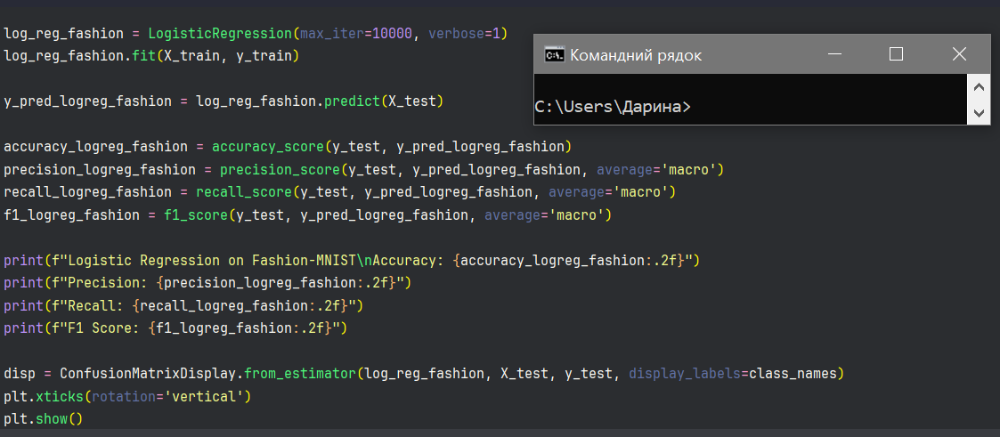 log_reg_fashion = LogisticRegression(max_iter=10000, verbose=1)
log_reg_fashion.fit(X_train, y_train)
y_pred_logreg_fashion = log_reg_fashion.predict(X_test)
accuracy_logreg_fashion = accuracy_score(y_test, y_pred_logreg_fashion)
precision_logreg_fashion = precision_score(y_test, y_pred_logreg_fashion, average='macro')
recall_logreg_fashion = recall_score(y_test, y_pred_logreg_fashion, average='macro')
f1_logreg_fashion = f1_score(y_test, y_pred_logreg_fashion, average='macro')
print(f"Logistic Regression on Fashion-MNIST\nAccuracy: {accuracy_logreg_fashion:.2f}")
print(f"Precision: {precision_logreg_fashion:.2f}")
print(f"Recall: {recall_logreg_fashion:.2f}")
print(f"F1 Score: {f1_logreg_fashion:.2f}")
disp = ConfusionMatrixDisplay.from_estimator(log_reg_fashion, X_test, y_test, display_labels=class_names)
plt.xticks(rotation='vertical')
plt.show()
C:\. Командний рядок
C:\Users\Дарина>